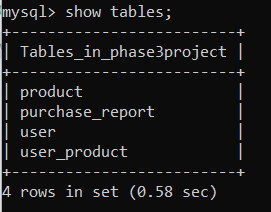 mysql> show tables;
+--------------------------+
| Tables_in_phase3project |
+--------------------------+
| product |
| purchase_report |
| user |
| user_product |
+--------------------------+
4 rows in set (0.58 sec)